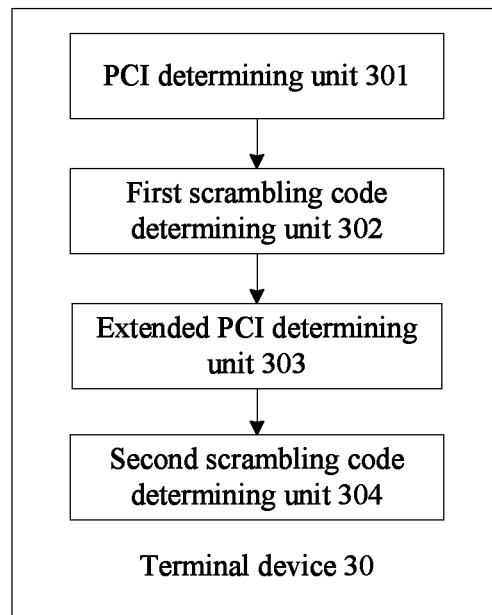 PCI determining unit 301
First scrambling code
determining unit 302
Extended PCI determining
unit 303
Second scrambling code
determining unit 304
Terminal device 30